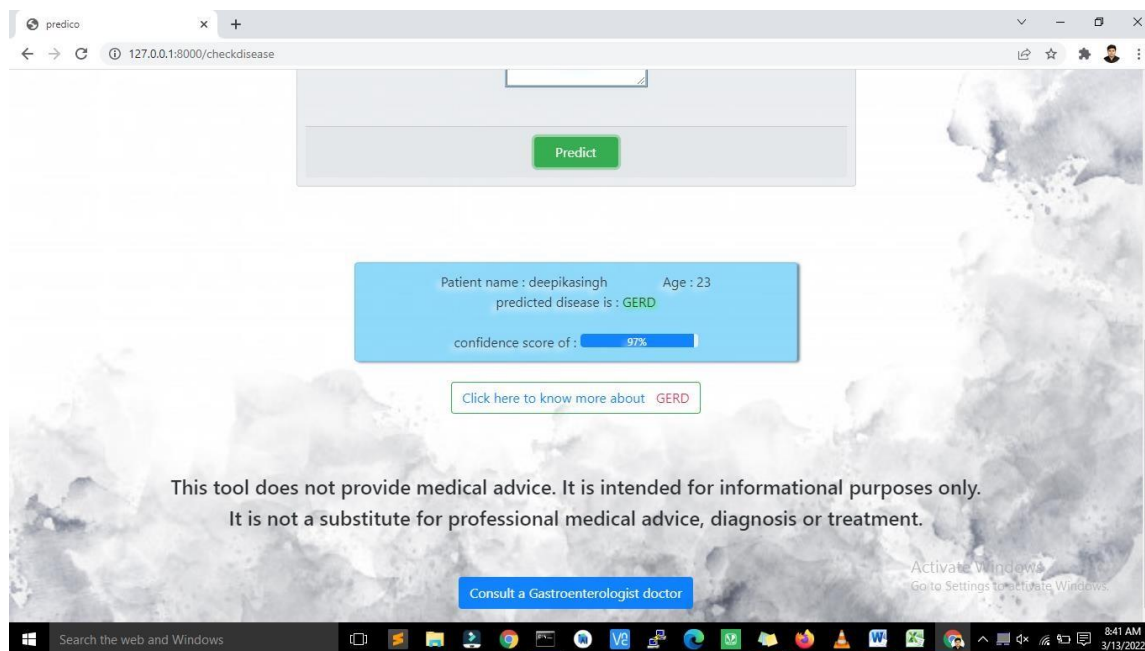 predico
127.0.0.1:8000/checkdisease
Predict
Patient name : deepikasingh Age : 23
predicted disease is : GERD
confidence score of : 97%
Click here to know more about GERD
This tool does not provide medical advice. It is intended for informational purposes only.
It is not a substitute for professional medical advice, diagnosis or treatment.
Activate Windows
Go to Settings to activate Windows.
Consult a Gastroenterologist doctor
Search the web and Windows
8:41 AM
3/13/2022